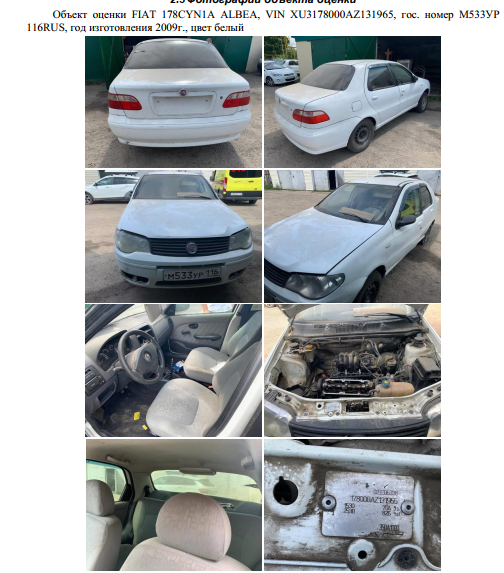 2.3 Фотографии объекта оценки
Объект оценки FIAT 178CYN1A ALBEA, VIN XU3178000AZ131965, гос. номер М533УР
116RUS, год изготовления 2009г., цвет белый
М533УР 116